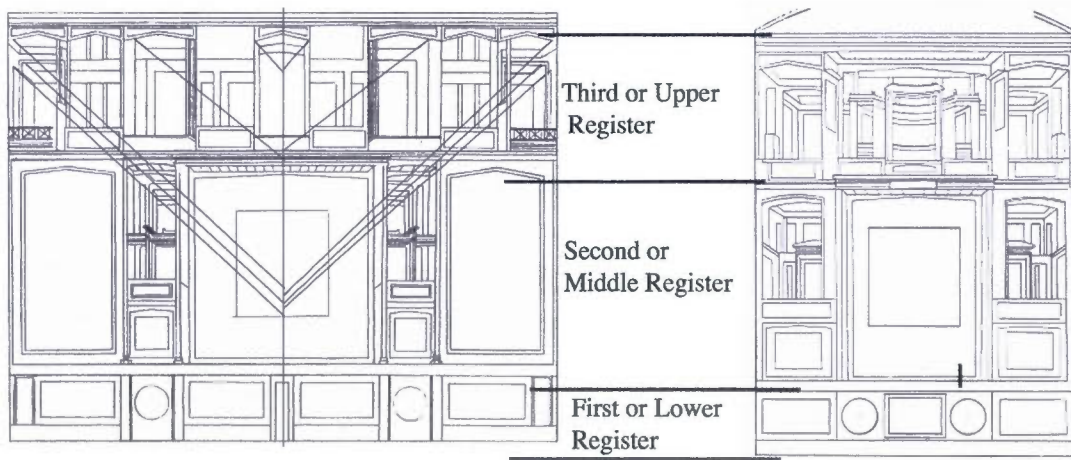 Third or Upper
Register
Second or
Middle Register
First or Lower
Register